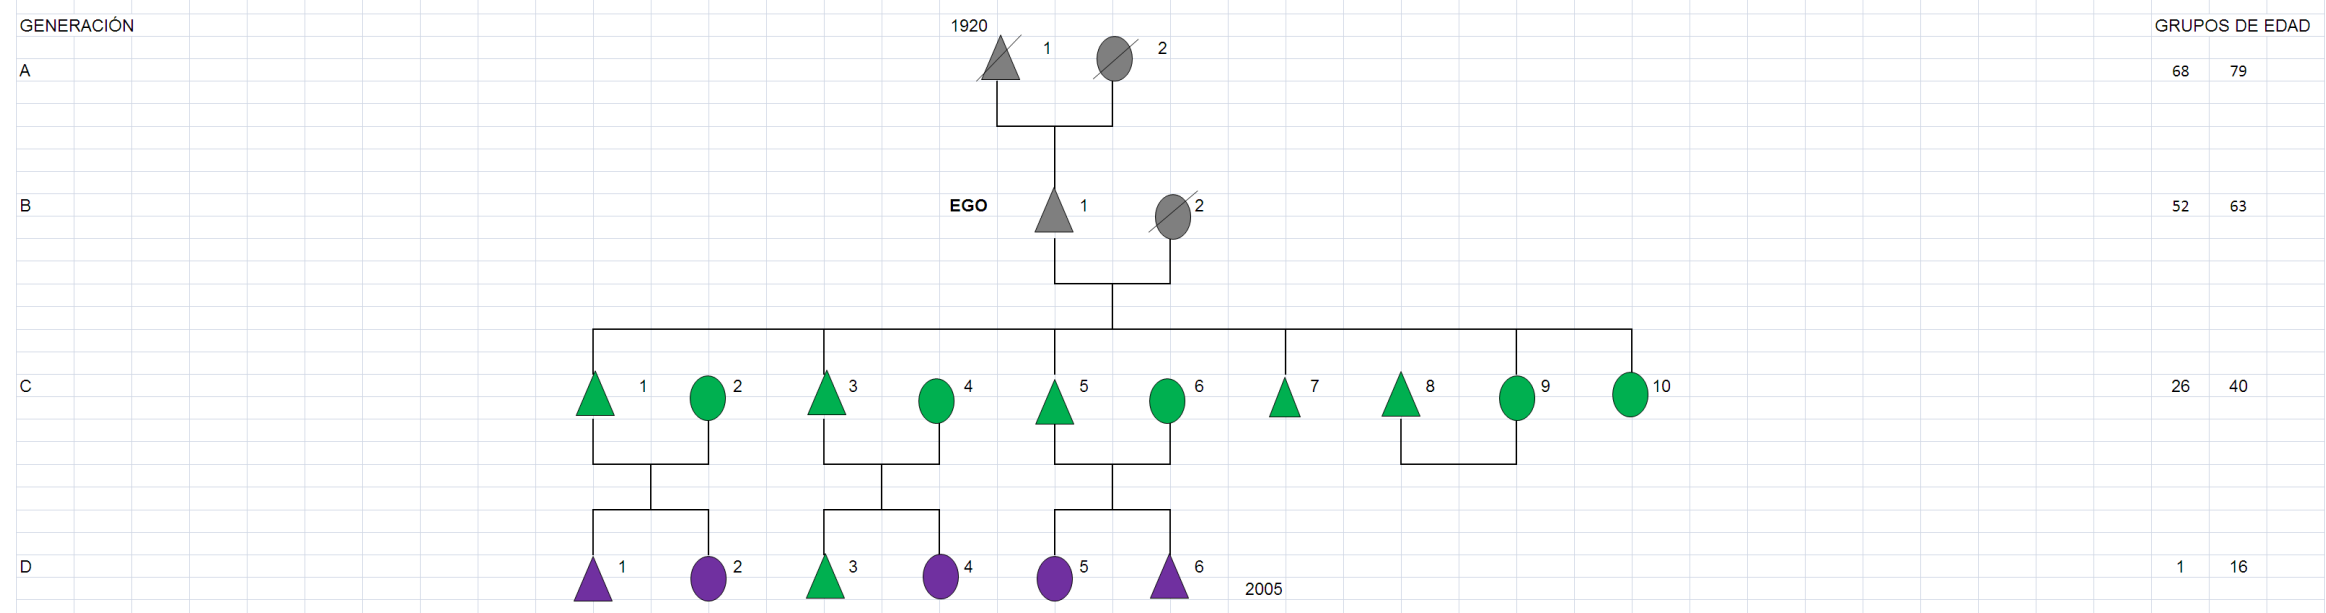 GENERACIÓN 1920 GRUPOS DE EDAD
1 2
A 68 79
B EGO 1 2 52 63
C 1 2 3 4 5 6 7 8 9 10 26 40
D 1 2 3 4 5 6 1 16
2005